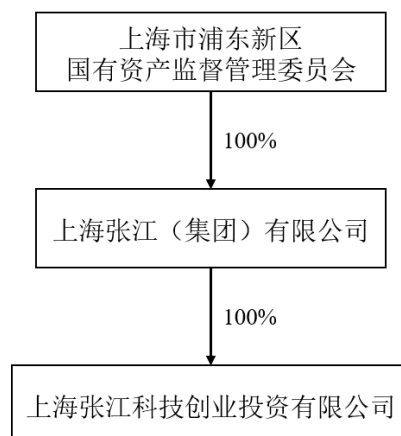 上海市浦东新区
国有资产监督管理委员会
100%
上海张江（集团）有限公司
100%
上海张江科技创业投资有限公司